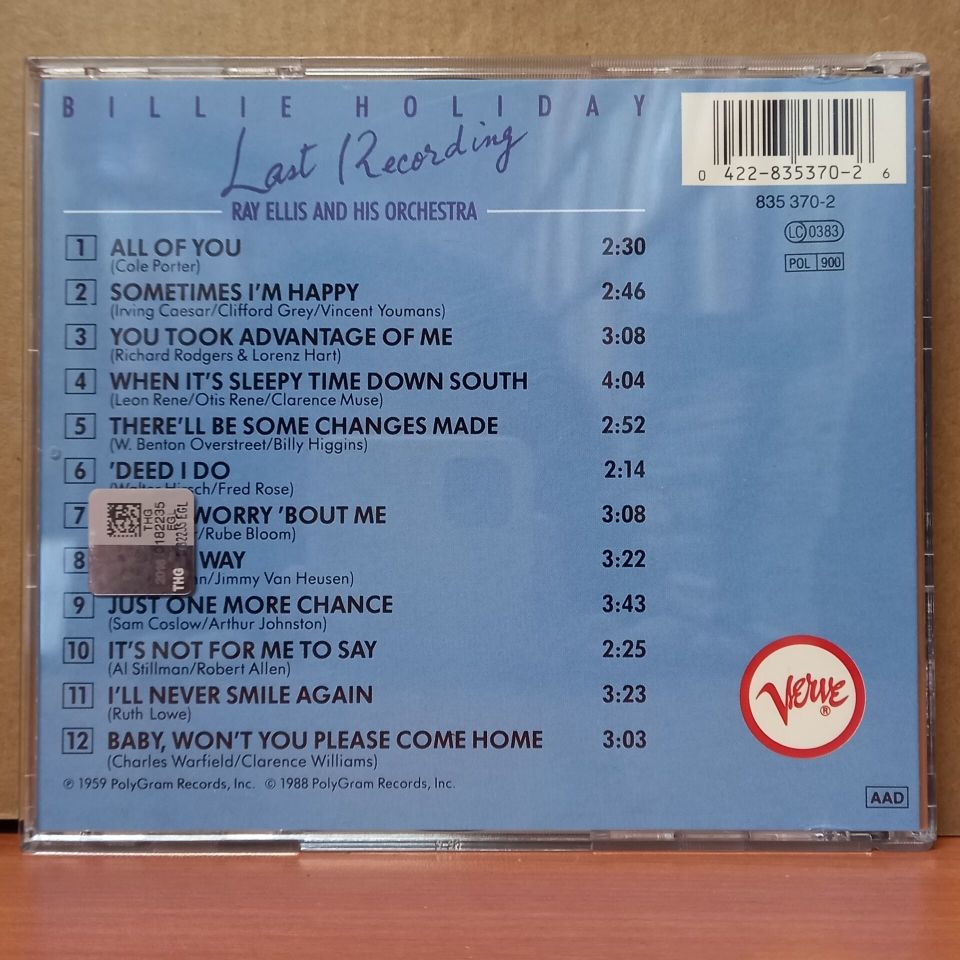 BILLIE HOLIDAY
Last Recording
RAY ELLIS AND HIS ORCHESTRA
0 422-835370-2 6
835 370-2
LC 0383
POL 900
1 ALL OF YOU 2:30
(Cole Porter)
2 SOMETIMES I'M HAPPY 2:46
(Irving Caesar/Clifford Grey/Vincent Youmans)
3 YOU TOOK ADVANTAGE OF ME 3:08
(Richard Rodgers & Lorenz Hart)
4 WHEN IT'S SLEEPY TIME DOWN SOUTH 4:04
(Leon Rene/Otis Rene/Clarence Muse)
5 THERE'LL BE SOME CHANGES MADE 2:52
(W. Benton Overstreet/Billy Higgins)
6 'DEED I DO 2:14
(Walter Hirsch/Fred Rose)
7 WORRY 'BOUT ME 3:08
/Rube Bloom)
8 WAY 3:22
/Jimmy Van Heusen)
9 JUST ONE MORE CHANCE 3:43
(Sam Coslow/Arthur Johnston)
10 IT'S NOT FOR ME TO SAY 2:25
(Al Stillman/Robert Allen)
11 I'LL NEVER SMILE AGAIN 3:23
(Ruth Lowe)
12 BABY, WON'T YOU PLEASE COME HOME 3:03
(Charles Warfield/Clarence Williams)
℗ 1959 PolyGram Records, Inc. © 1988 PolyGram Records, Inc.
THG
0182235
EGL
THG
VERVE ®
AAD